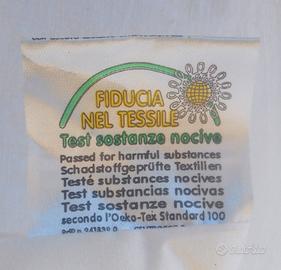 FIDUCIA
NEL TESSILE
Test sostanze nocive
Passed for harmful substances
Schadstoffgeprüfte Textilien
Testé substances nocives
Test substancias nocivas
Test sostanze nocive
secondo l'Oeko-Tex Standard 100
subito